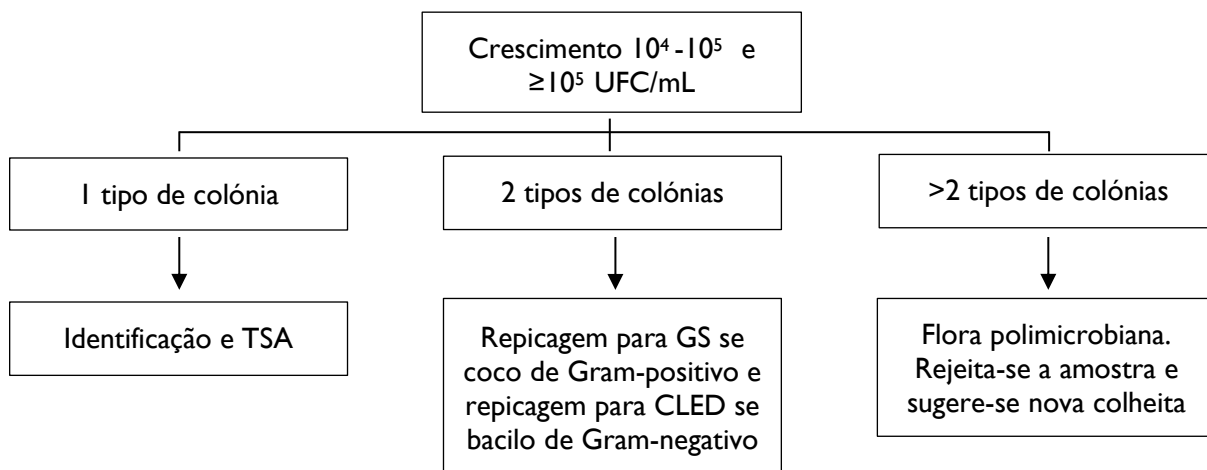 Crescimento 10⁴ -10⁵ e
≥10⁵ UFC/mL
1 tipo de colónia
2 tipos de colónias
>2 tipos de colónias
Identificação e TSA
Repicagem para GS se
coco de Gram-positivo e
repicagem para CLED se
bacilo de Gram-negativo
Flora polimicrobiana.
Rejeita-se a amostra e
sugere-se nova colheita